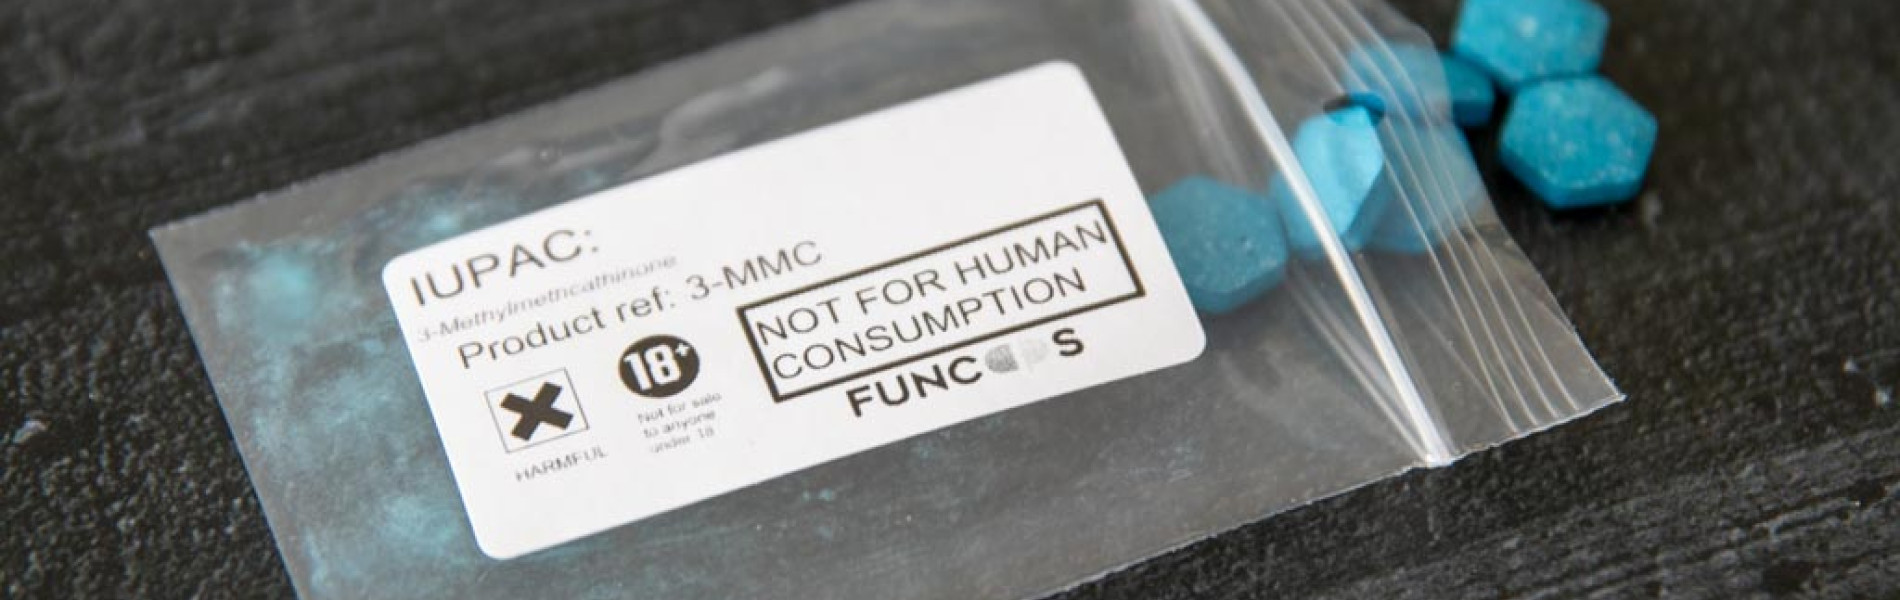 IUPAC:
3-Methylmethcathinone
Product ref: 3-MMC
NOT FOR HUMAN
CONSUMPTION
FUNCAPS
18+
Not for sale
to anyone
under 18
HARMFUL